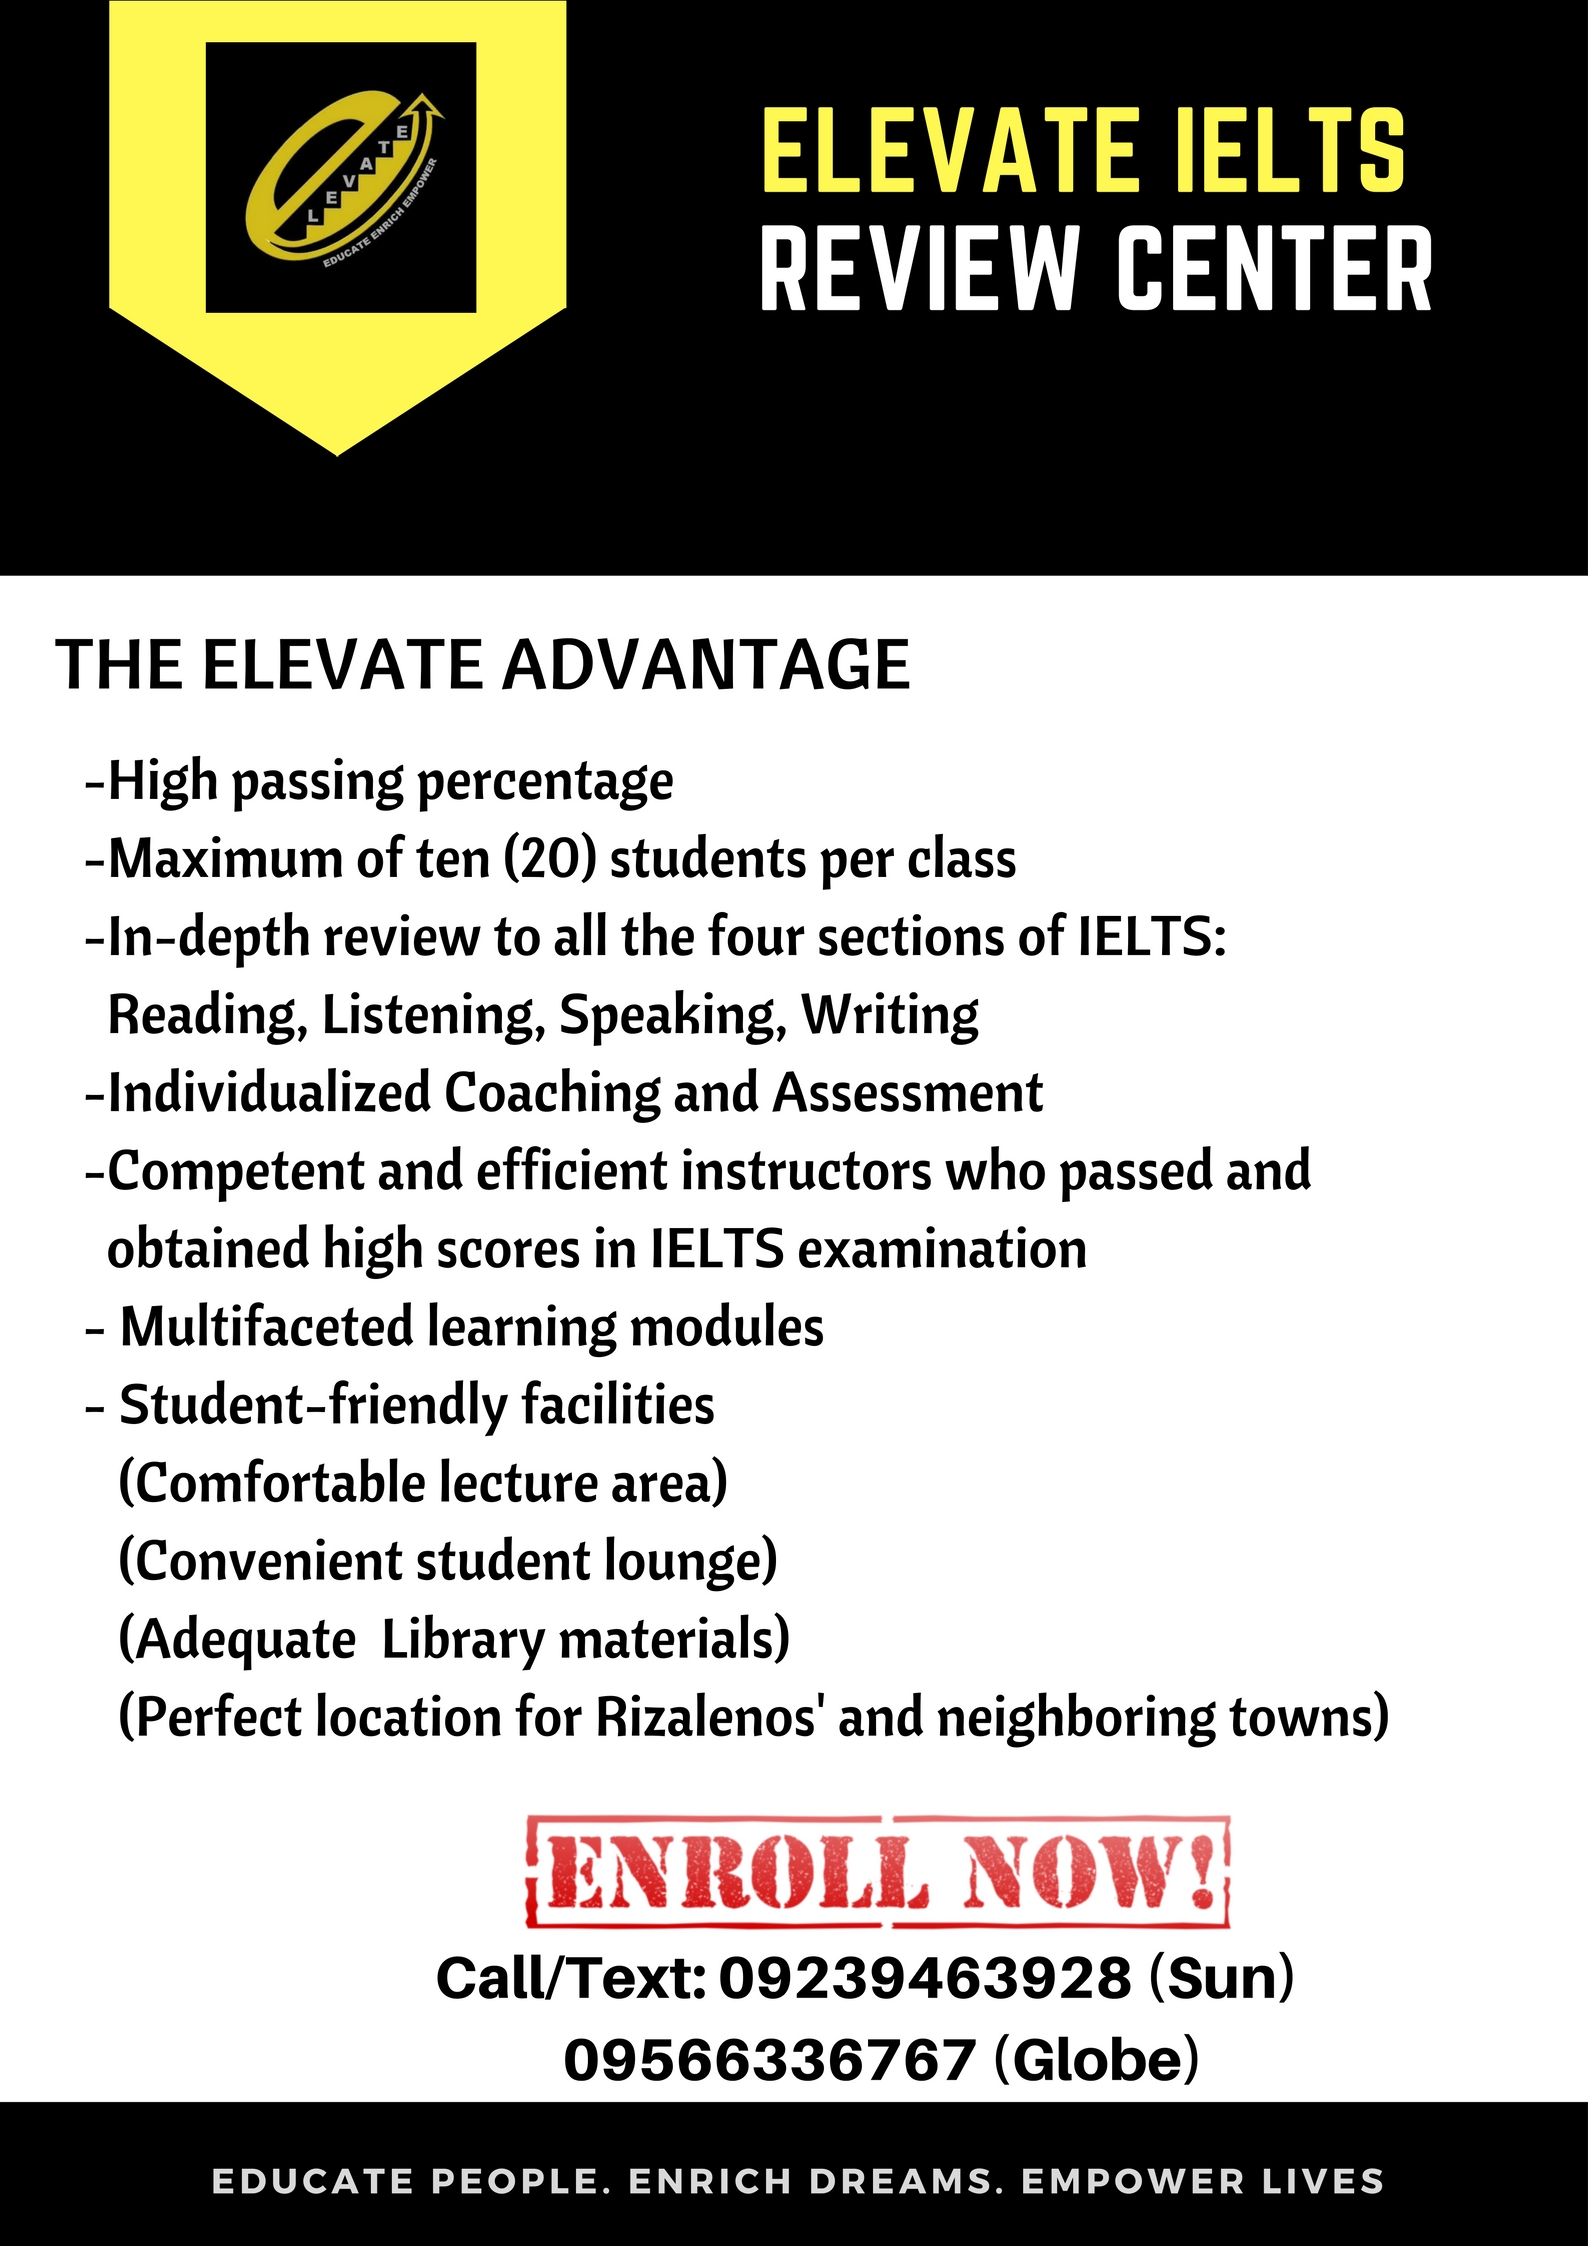 L E V A T E
EDUCATE ENRICH EMPOWER
ELEVATE IELTS
REVIEW CENTER
THE ELEVATE ADVANTAGE
-High passing percentage
-Maximum of ten (20) students per class
-In-depth review to all the four sections of IELTS:
Reading, Listening, Speaking, Writing
-Individualized Coaching and Assessment
-Competent and efficient instructors who passed and
obtained high scores in IELTS examination
- Multifaceted learning modules
- Student-friendly facilities
(Comfortable lecture area)
(Convenient student lounge)
(Adequate  Library materials)
(Perfect location for Rizalenos' and neighboring towns)
ENROLL NOW!
Call/Text: 09239463928 (Sun)
09566336767 (Globe)
EDUCATE PEOPLE. ENRICH DREAMS. EMPOWER LIVES